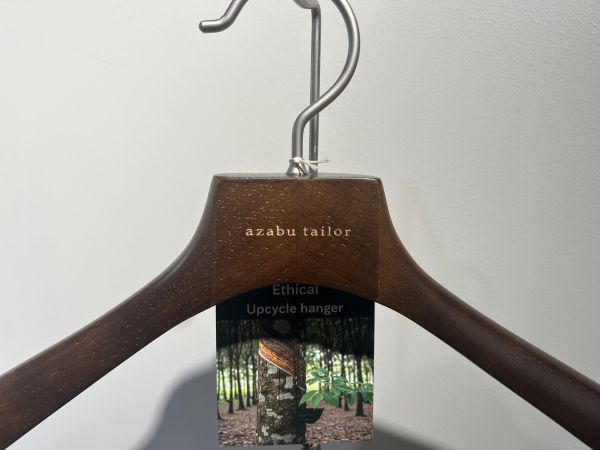 azabu tailor
Ethical
Upcycle hanger